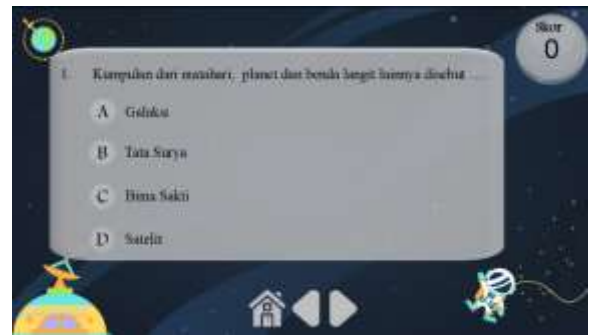 Skor
0
1. Kumpulan dari matahari, planet dan benda langit lainnya disebut ....
A Galaksi
B Tata Surya
C Bima Sakti
D Satelit